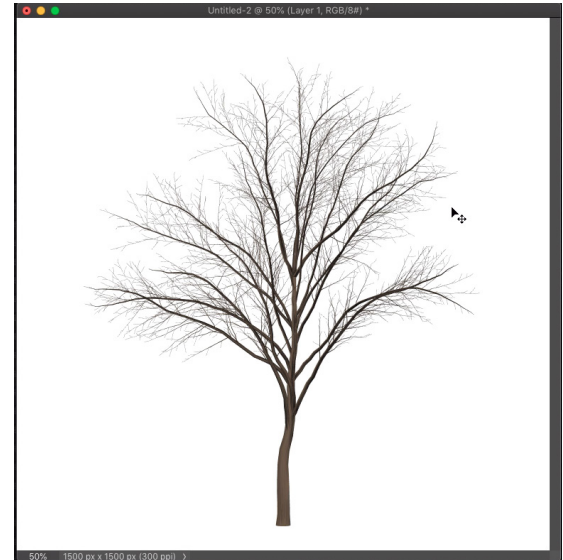 Untitled-2 @ 50% (Layer 1, RGB/8#) *
50% 1500 px x 1500 px (300 ppi) >